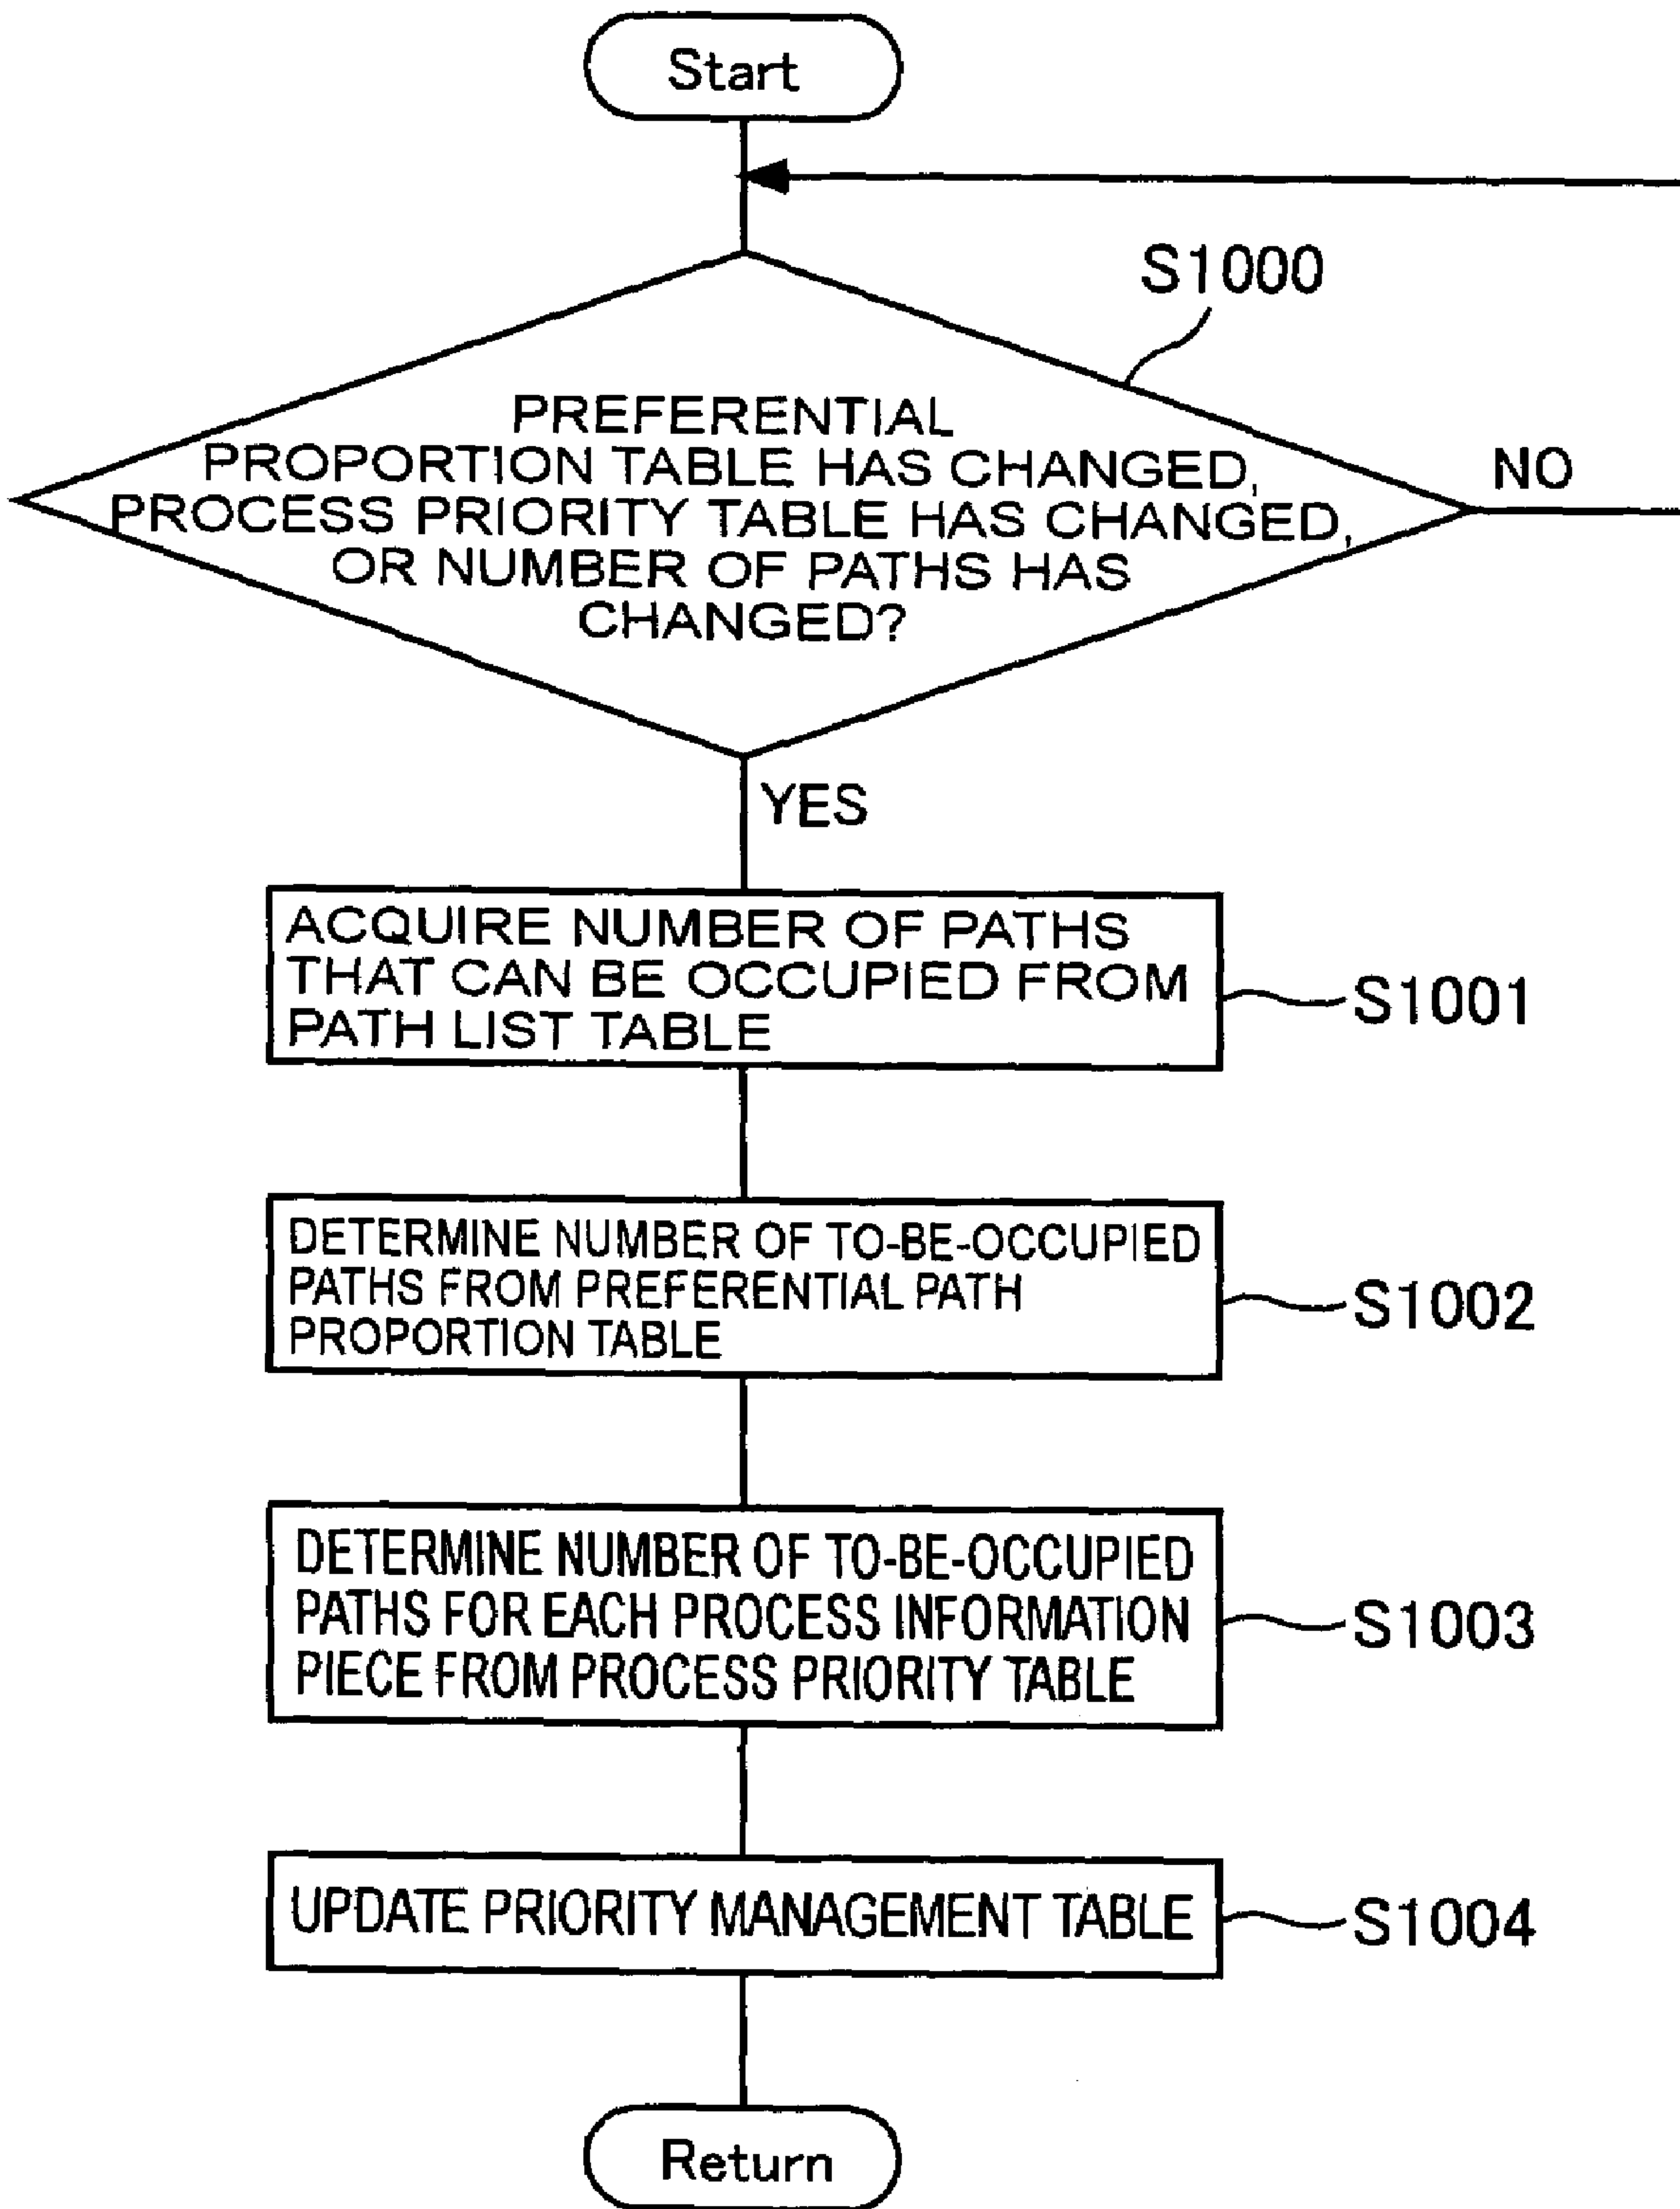 Start
S1000
PREFERENTIAL
PROPORTION TABLE HAS CHANGED,
PROCESS PRIORITY TABLE HAS CHANGED,
OR NUMBER OF PATHS HAS
CHANGED?
NO
YES
ACQUIRE NUMBER OF PATHS
THAT CAN BE OCCUPIED FROM
PATH LIST TABLE
S1001
DETERMINE NUMBER OF TO-BE-OCCUPIED
PATHS FROM PREFERENTIAL PATH
PROPORTION TABLE
S1002
DETERMINE NUMBER OF TO-BE-OCCUPIED
PATHS FOR EACH PROCESS INFORMATION
PIECE FROM PROCESS PRIORITY TABLE
S1003
UPDATE PRIORITY MANAGEMENT TABLE
S1004
Return